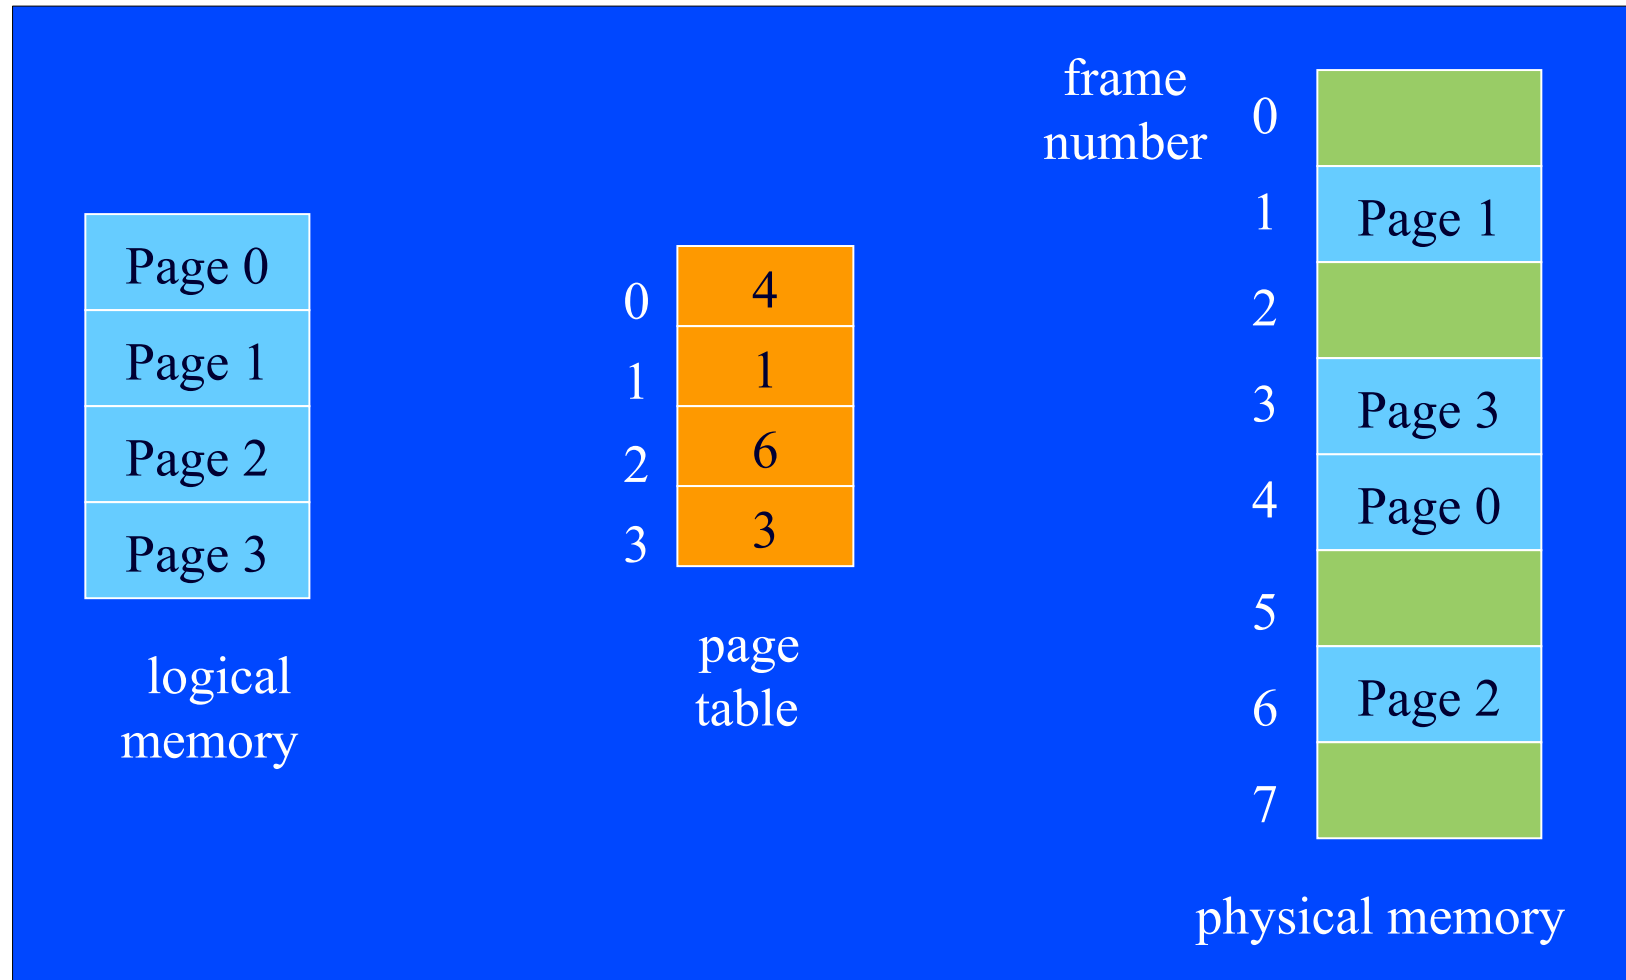 Page 0
Page 1
Page 2
Page 3
logical
memory
0 4
1 1
2 6
3 3
page
table
frame
number
0
1 Page 1
2
3 Page 3
4 Page 0
5
6 Page 2
7
physical memory